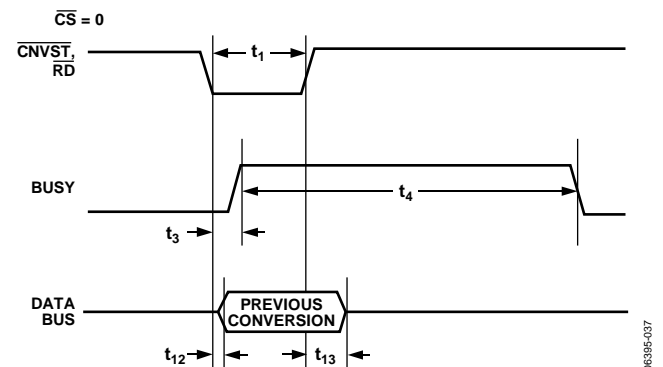 CS = 0
CNVST,
RD
t1
BUSY
t4
t3
DATA
BUS
PREVIOUS
CONVERSION
t12
t13
06395-037